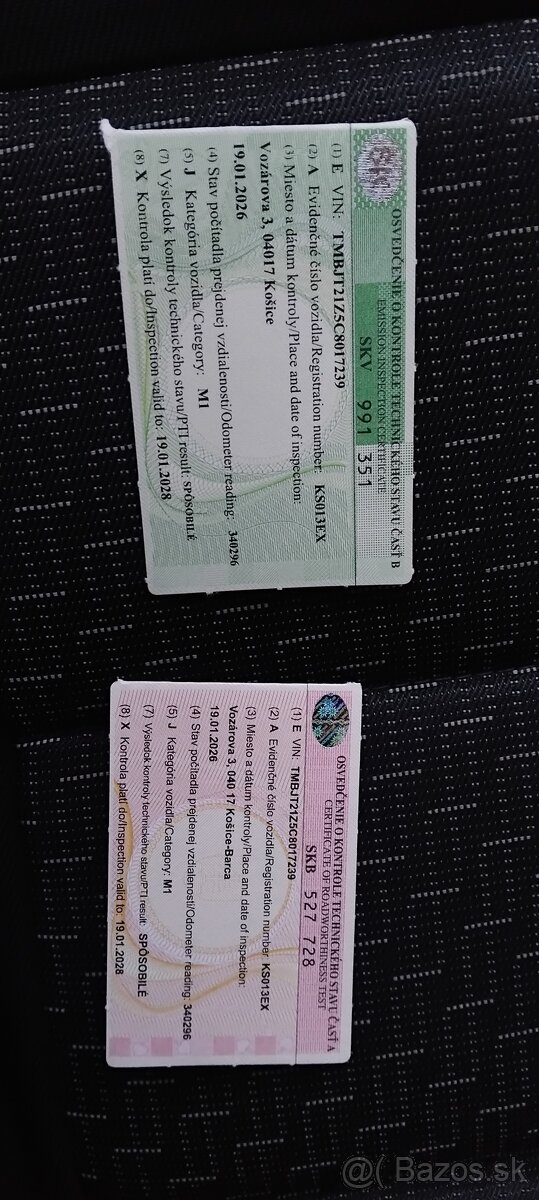 OSVEDČENIE O KONTROLE TECHNICKÉHO STAVU ČASŤ B
EMISSION INSPECTION CERTIFICATE
SKV 991 351
(1) E VIN: TMBJT21Z5C8017239
(2) A Evidenčné číslo vozidla/Registration number: KS013EX
(3) Miesto a dátum kontroly/Place and date of inspection:
Vozárova 3, 04017 Košice
19.01.2026
(4) Stav počítadla prejdenej vzdialenosti/Odometer reading: 340296
(5) J Kategória vozidla/Category: M1
(7) Výsledok kontroly technického stavu/PTI result: SPÔSOBILÉ
(8) X Kontrola platí do/Inspection valid to: 19.01.2028
OSVEDČENIE O KONTROLE TECHNICKÉHO STAVU ČASŤ A
CERTIFICATE OF ROADWORTHINESS TEST
SKB 527 728
(1) E VIN: TMBJT21Z5C8017239
(2) A Evidenčné číslo vozidla/Registration number: KS013EX
(3) Miesto a dátum kontroly/Place and date of inspection:
Vozárova 3, 040 17 Košice-Barca
19.01.2026
(4) Stav počítadla prejdenej vzdialenosti/Odometer reading: 340296
(5) J Kategória vozidla/Category: M1
(7) Výsledok kontroly technického stavu/PTI result: SPÔSOBILÉ
(8) X Kontrola platí do/Inspection valid to: 19.01.2028
@( Bazos.sk